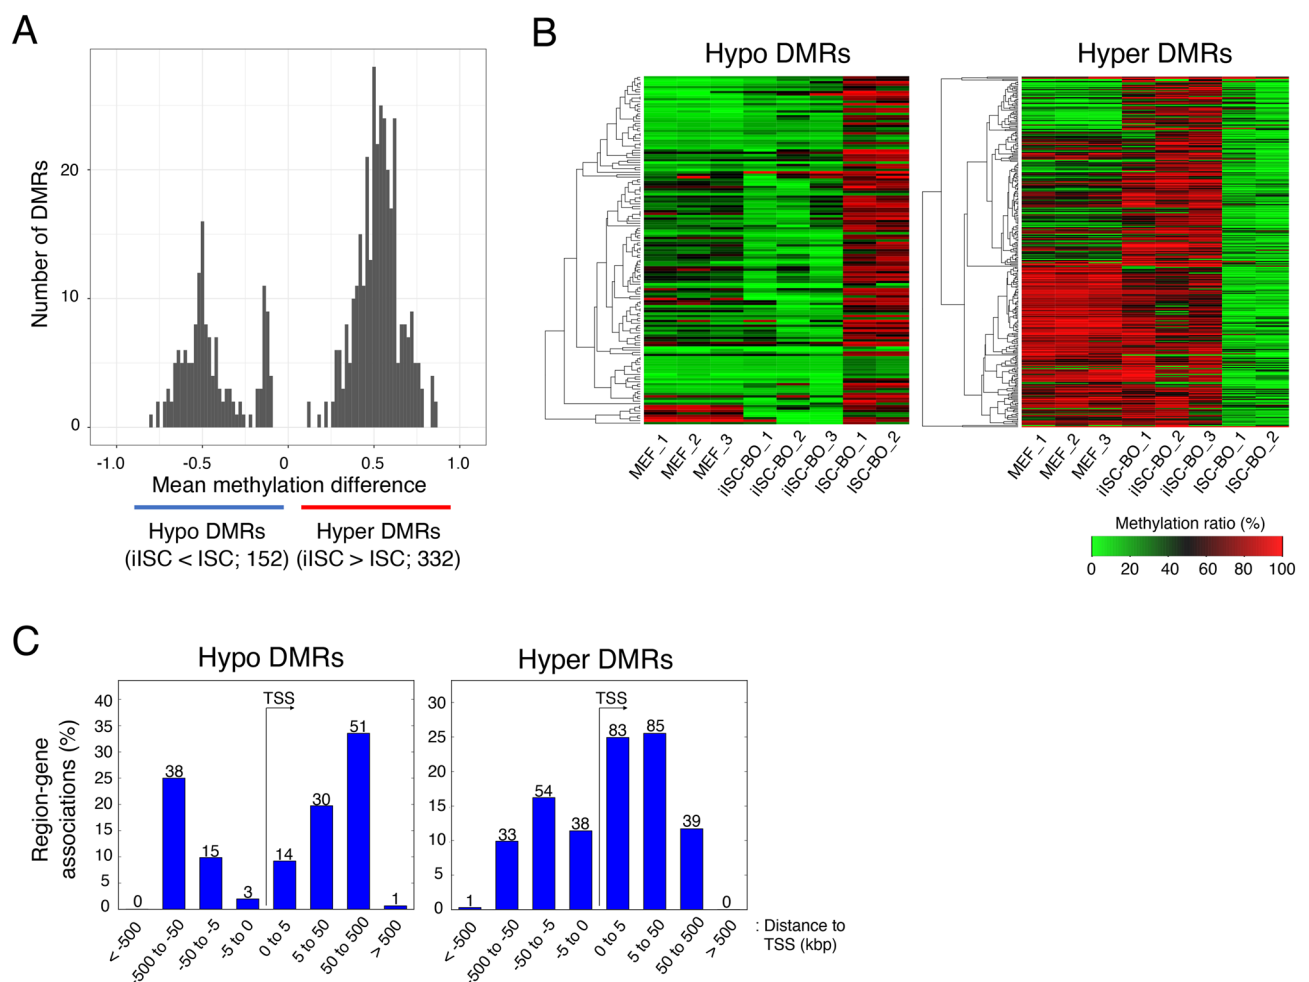 A
Number of DMRs
20
10
0
-1.0 -0.5 0 0.5 1.0
Mean methylation difference
Hypo DMRs
(iISC < ISC; 152)
Hyper DMRs
(iISC > ISC; 332)
B
Hypo DMRs
MEF_1 MEF_2 MEF_3 iISC-BO_1 iISC-BO_2 iISC-BO_3 ISC-BO_1 ISC-BO_2
Hyper DMRs
MEF_1 MEF_2 MEF_3 iISC-BO_1 iISC-BO_2 iISC-BO_3 ISC-BO_1 ISC-BO_2
Methylation ratio (%)
0 20 40 60 80 100
C
Hypo DMRs
Region-gene
associations (%)
40
35
30
25
20
15
10
5
0
TSS
0 38 15 3 14 30 51 1
< -500 -500 to -50 -50 to -5 -5 to 0 0 to 5 5 to 50 50 to 500 > 500
Hyper DMRs
30
25
20
15
10
5
0
TSS
1 33 54 38 83 85 39 0
< -500 -500 to -50 -50 to -5 -5 to 0 0 to 5 5 to 50 50 to 500 > 500
: Distance to
TSS (kbp)